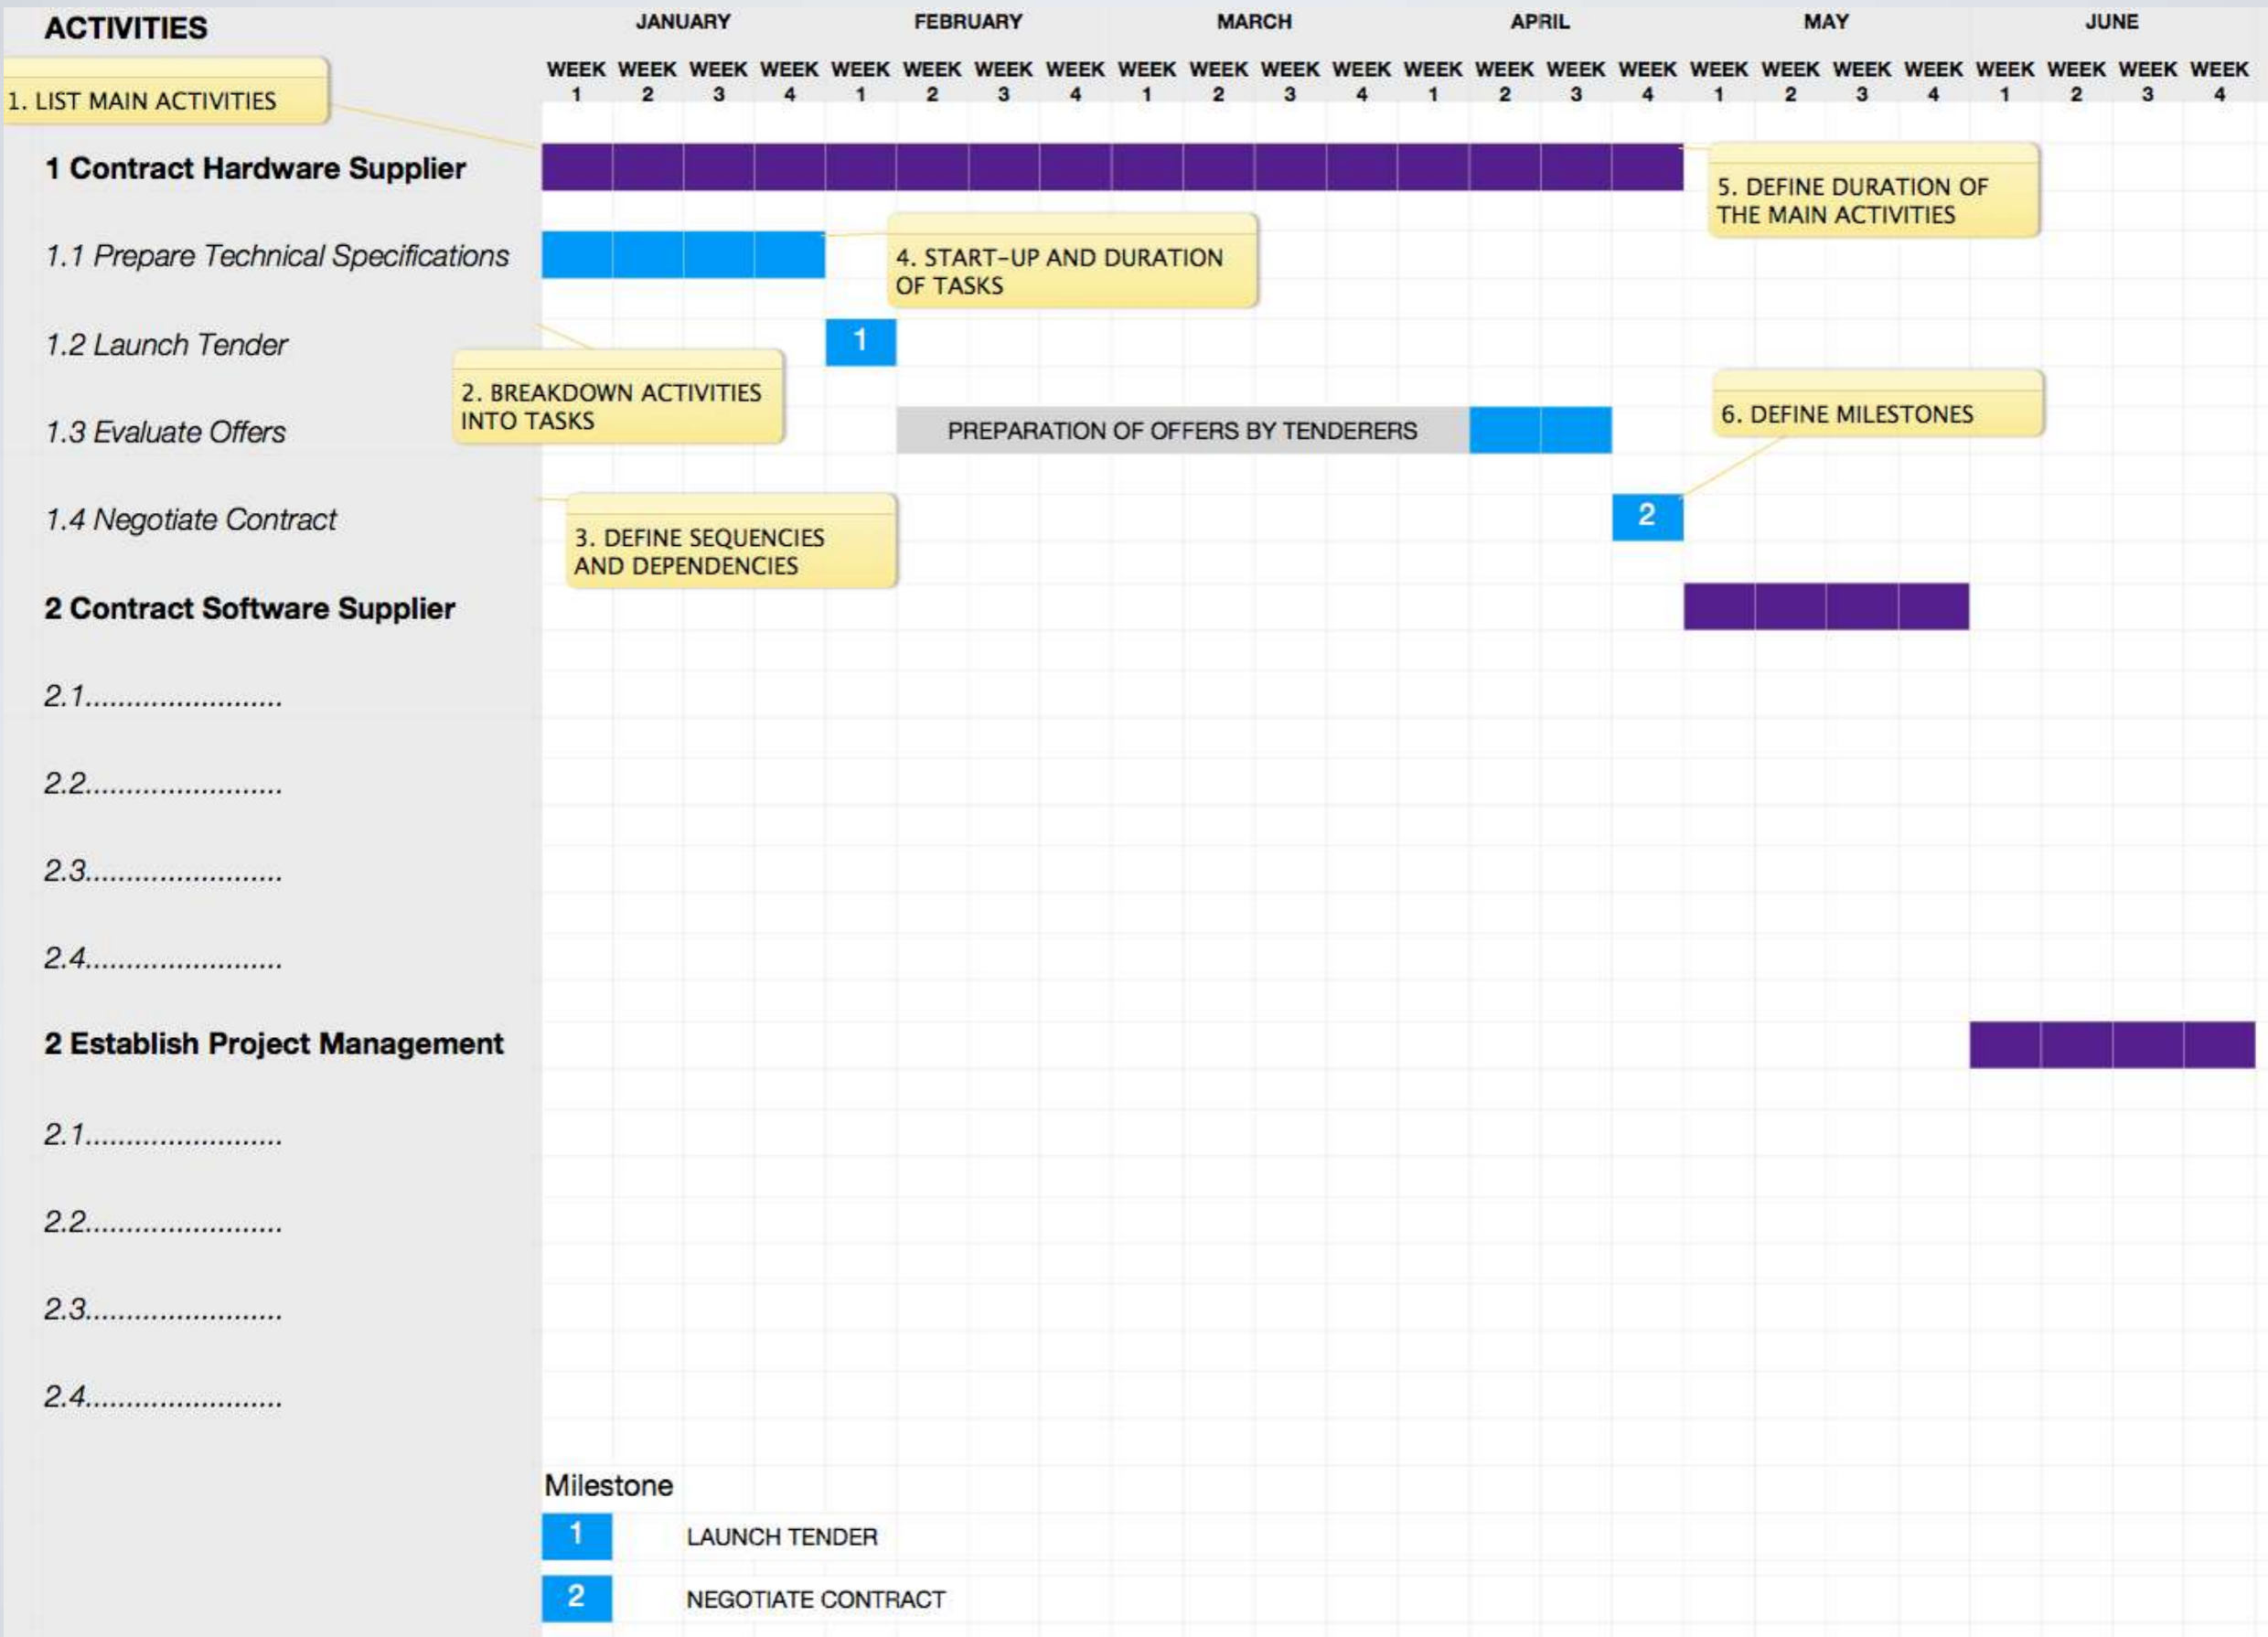 ACTIVITIES
JANUARY FEBRUARY MARCH APRIL MAY JUNE
WEEK WEEK WEEK WEEK WEEK WEEK WEEK WEEK WEEK WEEK WEEK WEEK WEEK WEEK WEEK WEEK WEEK WEEK WEEK WEEK WEEK WEEK WEEK WEEK
1 2 3 4 1 2 3 4 1 2 3 4 1 2 3 4 1 2 3 4 1 2 3 4
1. LIST MAIN ACTIVITIES
1 Contract Hardware Supplier
5. DEFINE DURATION OF
THE MAIN ACTIVITIES
1.1 Prepare Technical Specifications
4. START-UP AND DURATION
OF TASKS
1.2 Launch Tender
1
2. BREAKDOWN ACTIVITIES
INTO TASKS
6. DEFINE MILESTONES
1.3 Evaluate Offers
PREPARATION OF OFFERS BY TENDERERS
1.4 Negotiate Contract
2
3. DEFINE SEQUENCIES
AND DEPENDENCIES
2 Contract Software Supplier
2.1.......................
2.2.......................
2.3.......................
2.4.......................
2 Establish Project Management
2.1.......................
2.2.......................
2.3.......................
2.4.......................
Milestone
1 LAUNCH TENDER
2 NEGOTIATE CONTRACT